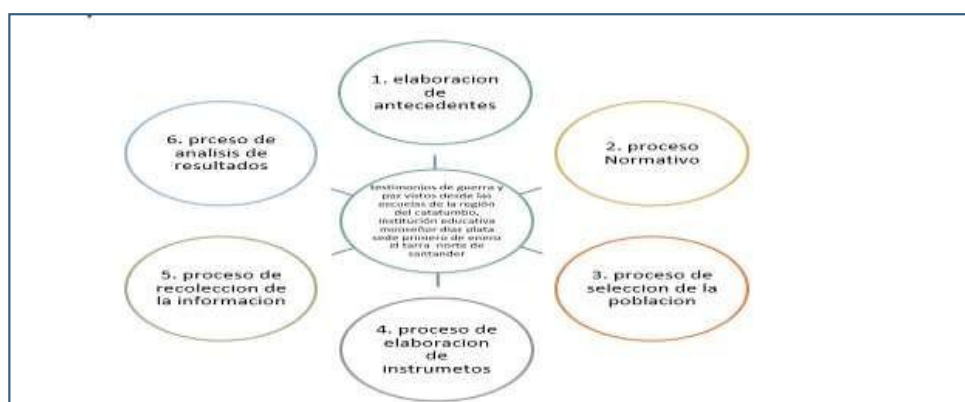 1. elaboracion
de
antecedentes
2. proceso
Normativo
3. proceso de
seleccion de la
poblacion
4. proceso de
elaboracion
de
instrumetos
5. proceso de
recoleccion de
la informacion
6. prceso de
analisis de
resultados
testimonios de guerra y
paz vistos desde las
escuelas de la región
del catatumbo,
institución educativa
monseñor diaz plata
sede primero de enero
el tarra norte de
santander